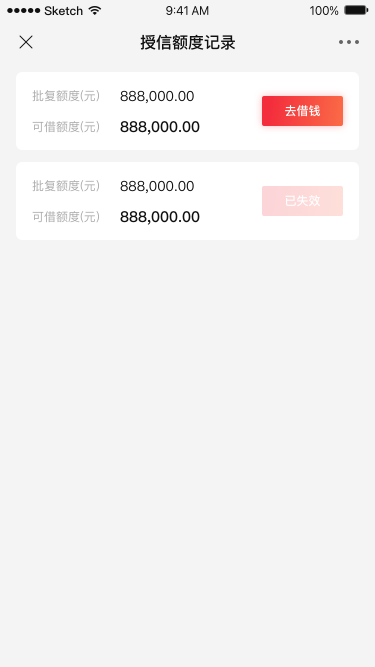 Sketch 9:41 AM 100%
授信额度记录
批复额度(元) 888,000.00
可借额度(元) 888,000.00
去借钱
批复额度(元) 888,000.00
可借额度(元) 888,000.00
已失效